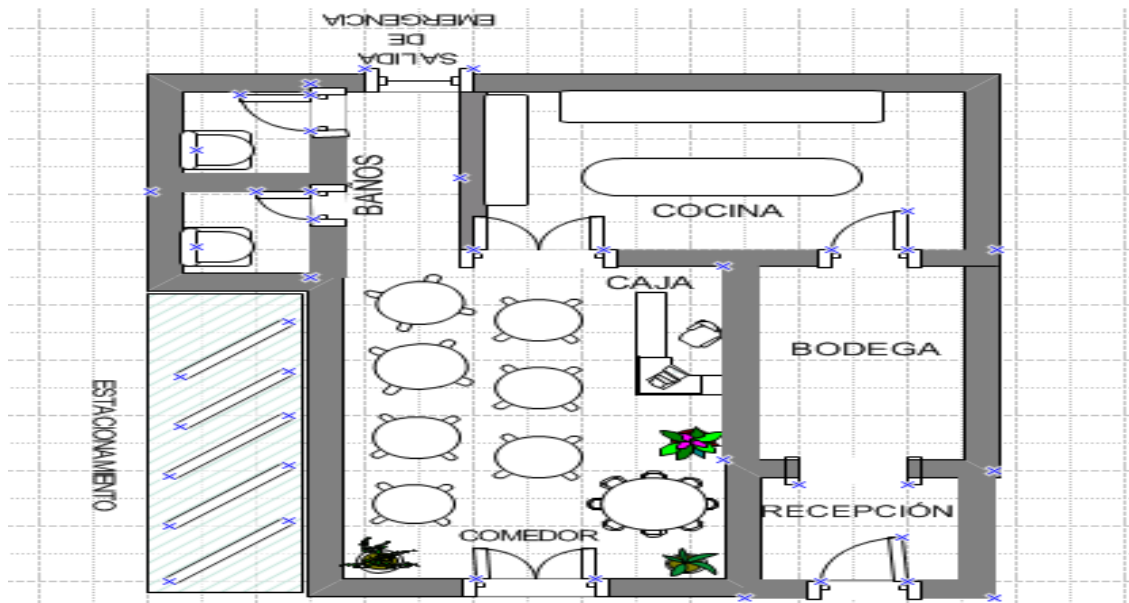 SALIDA
DE
EMERGENCIA
BAÑOS
COCINA
CAJA
BODEGA
ESTACIONAMIENTO
RECEPCIÓN
COMEDOR